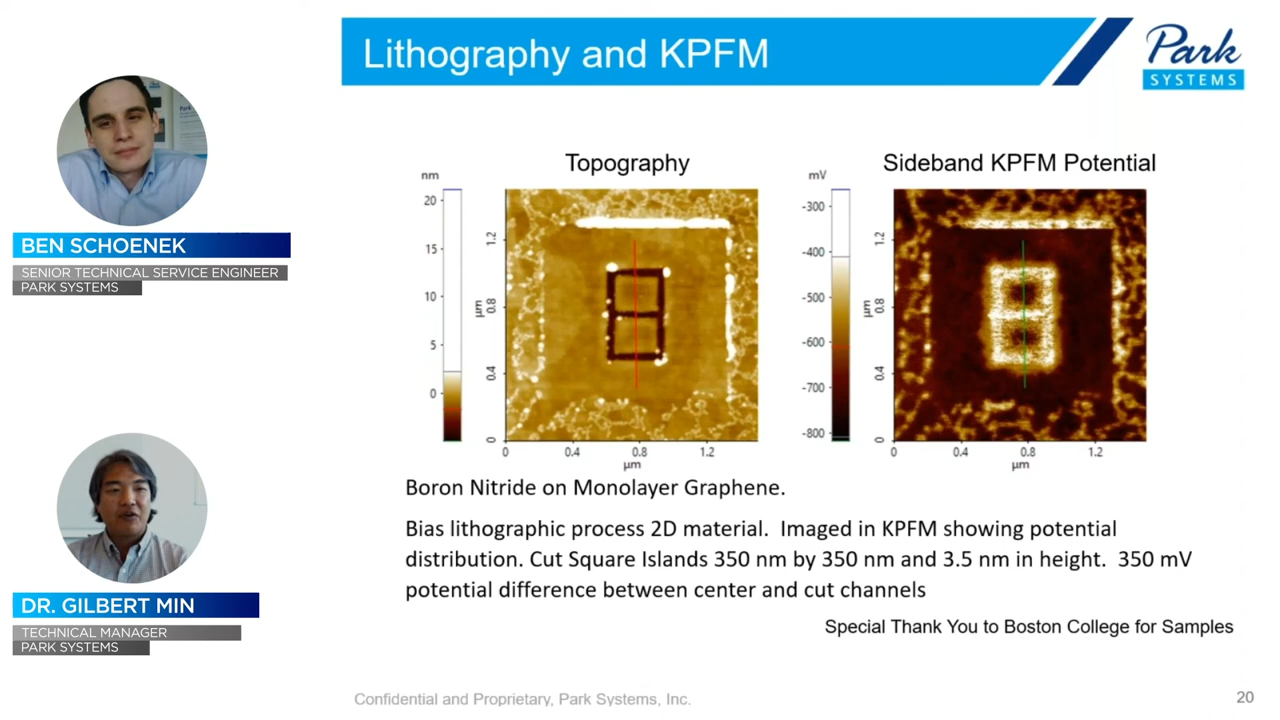 Lithography and KPFM
Park
SYSTEMS
BEN SCHOENEK
SENIOR TECHNICAL SERVICE ENGINEER
PARK SYSTEMS
DR. GILBERT MIN
TECHNICAL MANAGER
PARK SYSTEMS
Topography
nm
20
15
10
5
0
µm
1.2
0.8
0.4
0
0 0.4 0.8 1.2
µm
Sideband KPFM Potential
mV
-300
-400
-500
-600
-700
-800
µm
1.2
0.8
0.4
0
0 0.4 0.8 1.2
µm
Boron Nitride on Monolayer Graphene.
Bias lithographic process 2D material. Imaged in KPFM showing potential
distribution. Cut Square Islands 350 nm by 350 nm and 3.5 nm in height. 350 mV
potential difference between center and cut channels
Special Thank You to Boston College for Samples
Confidential and Proprietary, Park Systems, Inc.
20